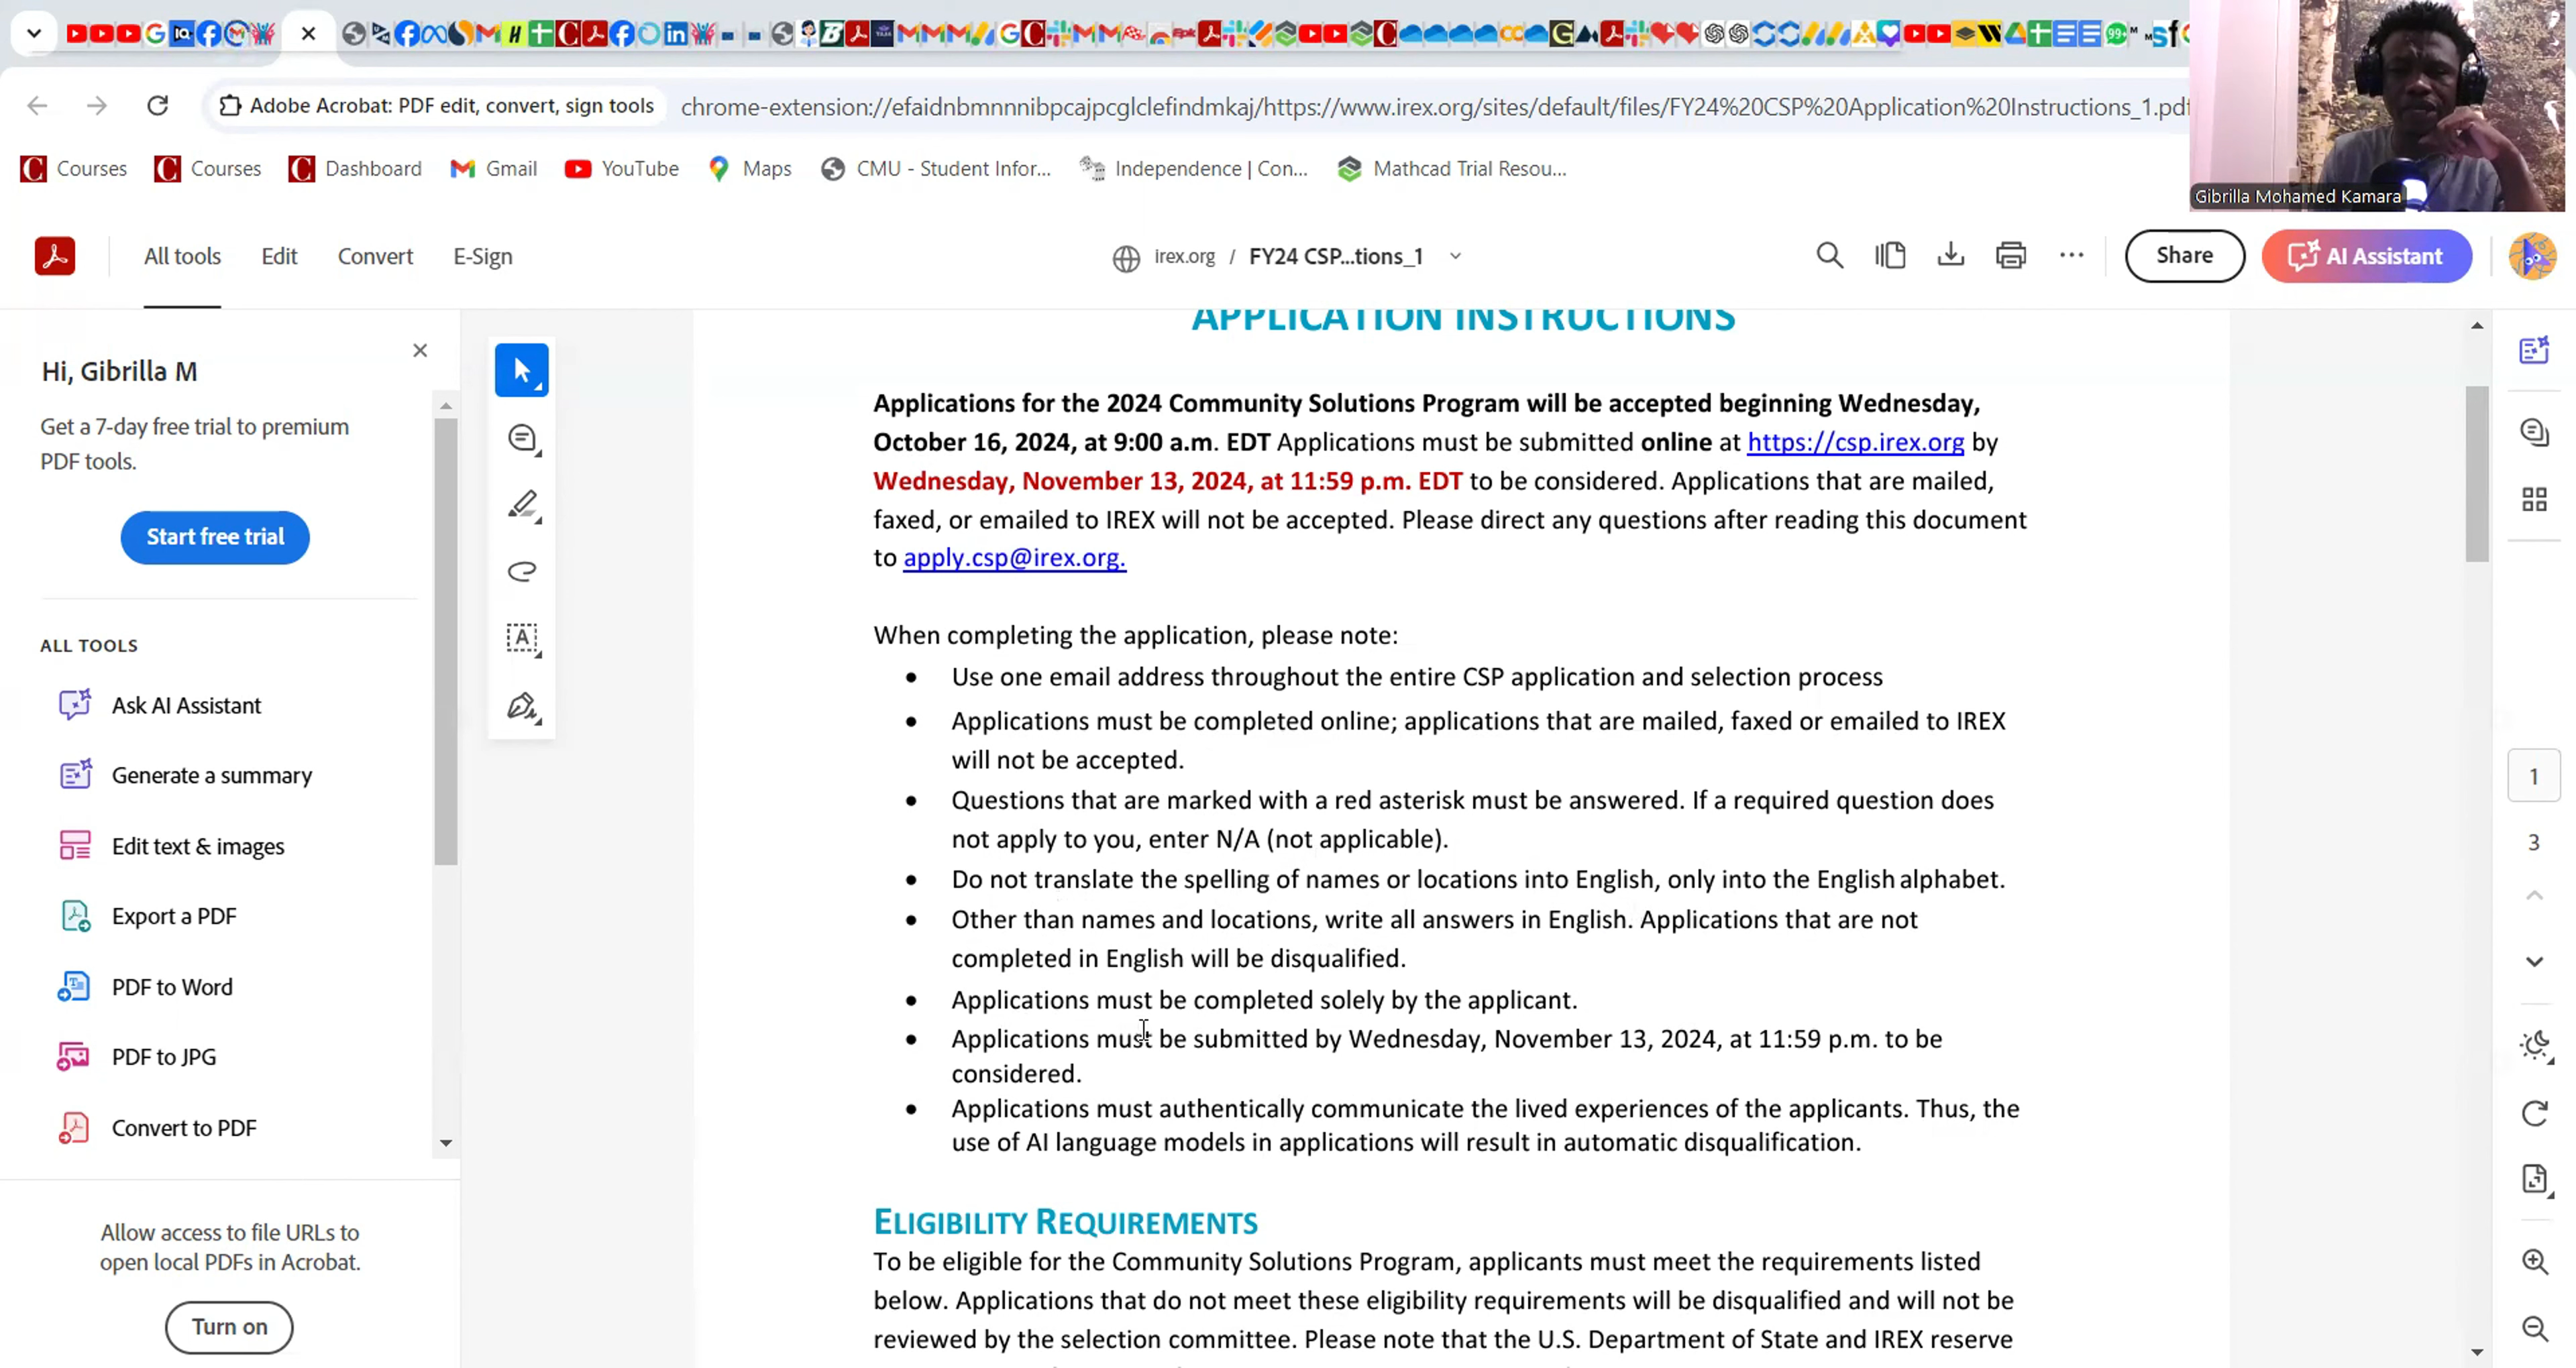 Adobe Acrobat: PDF edit, convert, sign tools
chrome-extension://efaidnbmnnnibpcajpcglclefindmkaj/https://www.irex.org/sites/default/files/FY24%20CSP%20Application%20Instructions_1.pdf
Gibrilla Mohamed Kamara
Courses
Courses
Dashboard
Gmail
YouTube
Maps
CMU - Student Infor...
Independence | Con...
Mathcad Trial Resou...
All tools
Edit
Convert
E-Sign
irex.org / FY24 CSP...tions_1
Share
AI Assistant
Hi, Gibrilla M
Get a 7-day free trial to premium
PDF tools.
Start free trial
ALL TOOLS
Ask AI Assistant
Generate a summary
Edit text & images
Export a PDF
PDF to Word
PDF to JPG
Convert to PDF
Allow access to file URLs to
open local PDFs in Acrobat.
Turn on
APPLICATION INSTRUCTIONS
Applications for the 2024 Community Solutions Program will be accepted beginning Wednesday,
October 16, 2024, at 9:00 a.m. EDT Applications must be submitted online at https://csp.irex.org by
Wednesday, November 13, 2024, at 11:59 p.m. EDT to be considered. Applications that are mailed,
faxed, or emailed to IREX will not be accepted. Please direct any questions after reading this document
to apply.csp@irex.org.
When completing the application, please note:
• Use one email address throughout the entire CSP application and selection process
• Applications must be completed online; applications that are mailed, faxed or emailed to IREX
will not be accepted.
• Questions that are marked with a red asterisk must be answered. If a required question does
not apply to you, enter N/A (not applicable).
• Do not translate the spelling of names or locations into English, only into the English alphabet.
• Other than names and locations, write all answers in English. Applications that are not
completed in English will be disqualified.
• Applications must be completed solely by the applicant.
• Applications must be submitted by Wednesday, November 13, 2024, at 11:59 p.m. to be
considered.
• Applications must authentically communicate the lived experiences of the applicants. Thus, the
use of AI language models in applications will result in automatic disqualification.
ELIGIBILITY REQUIREMENTS
To be eligible for the Community Solutions Program, applicants must meet the requirements listed
below. Applications that do not meet these eligibility requirements will be disqualified and will not be
reviewed by the selection committee. Please note that the U.S. Department of State and IREX reserve
1
3